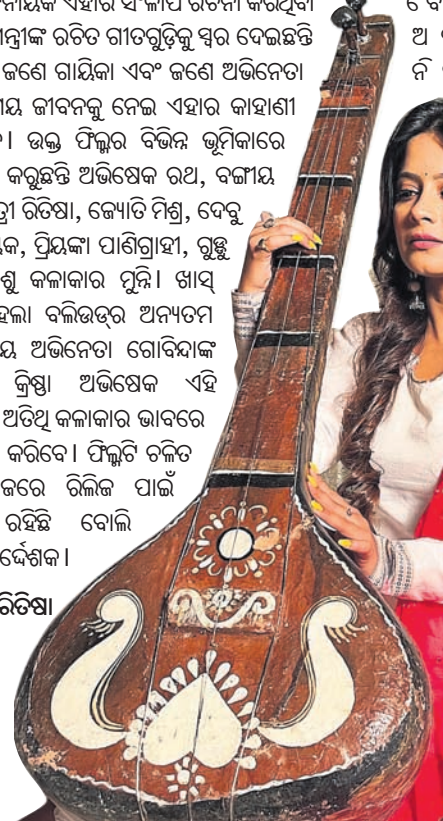 ନାୟକ ଏହାର ସଂଳାପ ରଚନା କରିଥିବା
ମନ୍ତ୍ରୀଙ୍କ ରଚିତ ଗୀତଗୁଡ଼ିକୁ ସ୍ୱର ଦେଇଛନ୍ତି
ଜଣେ ଗାୟିକା ଏବଂ ଜଣେ ଅଭିନେତା
ୟ ଜୀବନକୁ ନେଇ ଏହାର କାହାଣୀ
। ଉକ୍ତ ଫିଲ୍ମର ବିଭିନ୍ନ ଭୂମିକାରେ
କରୁଛନ୍ତି ଅଭିଷେକ ରଥ, ବଙ୍ଗୀୟ
ତ୍ରୀ ରିତିଷା, ଜ୍ୟୋତି ମିଶ୍ର, ଦେବୁ
କ, ପ୍ରିୟଙ୍କା ପାଣିଗ୍ରାହୀ, ଗୁଡ୍ଡୁ
ଶୁ କଳାକାର ମୁନ୍ନି। ଖାସ୍
ହେଲା ବଲିଉଡ୍‌ର ଅନ୍ୟତମ
ୟ ଅଭିନେତା ଗୋବିନ୍ଦାଙ୍କ
କ୍ରିଷ୍ଣା ଅଭିଷେକ ଏହି
ଅତିଥି କଳାକାର ଭାବରେ
କରିବେ। ଫିଲ୍ମଟି ଚଳିତ
ଜରେ ରିଲିଜ ପାଇଁ
ରହିଛି ବୋଲି
ର୍ଦ୍ଦେଶକ।
ରିତିଷା